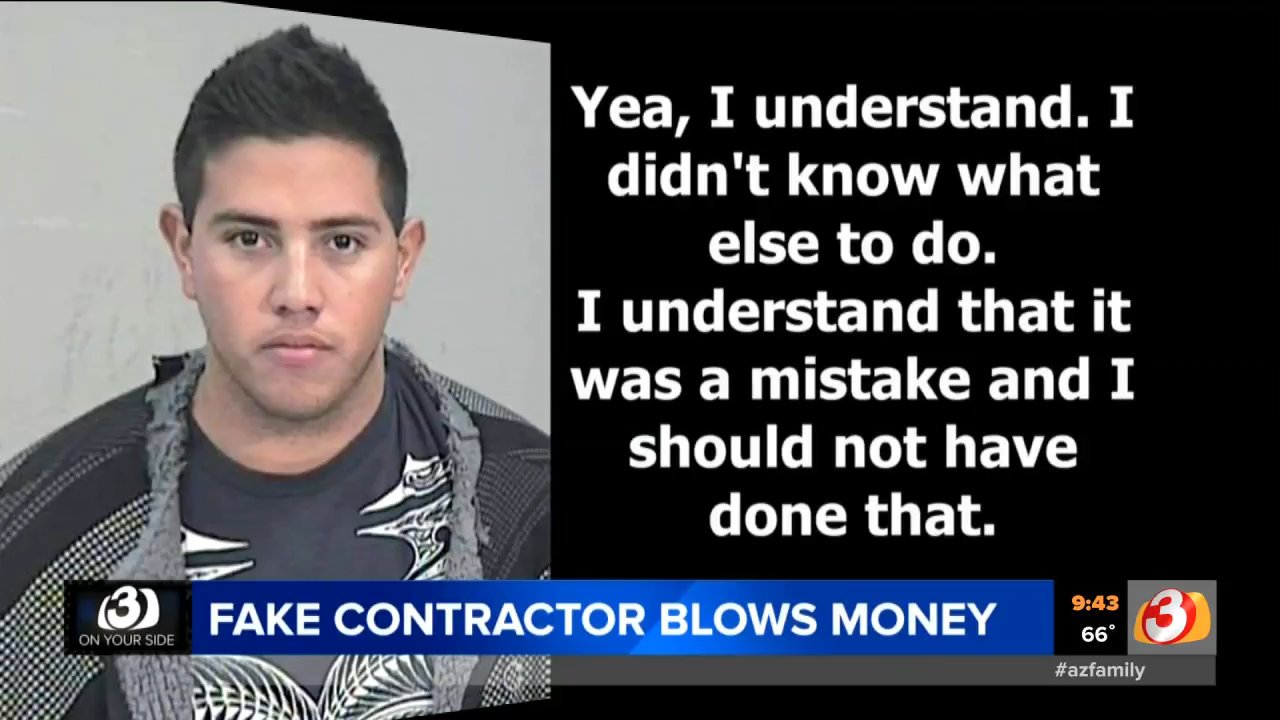 Yea, I understand. I
didn't know what
else to do.
I understand that it
was a mistake and I
should not have
done that.
3
ON YOUR SIDE
FAKE CONTRACTOR BLOWS MONEY
9:43
66°
3
#azfamily